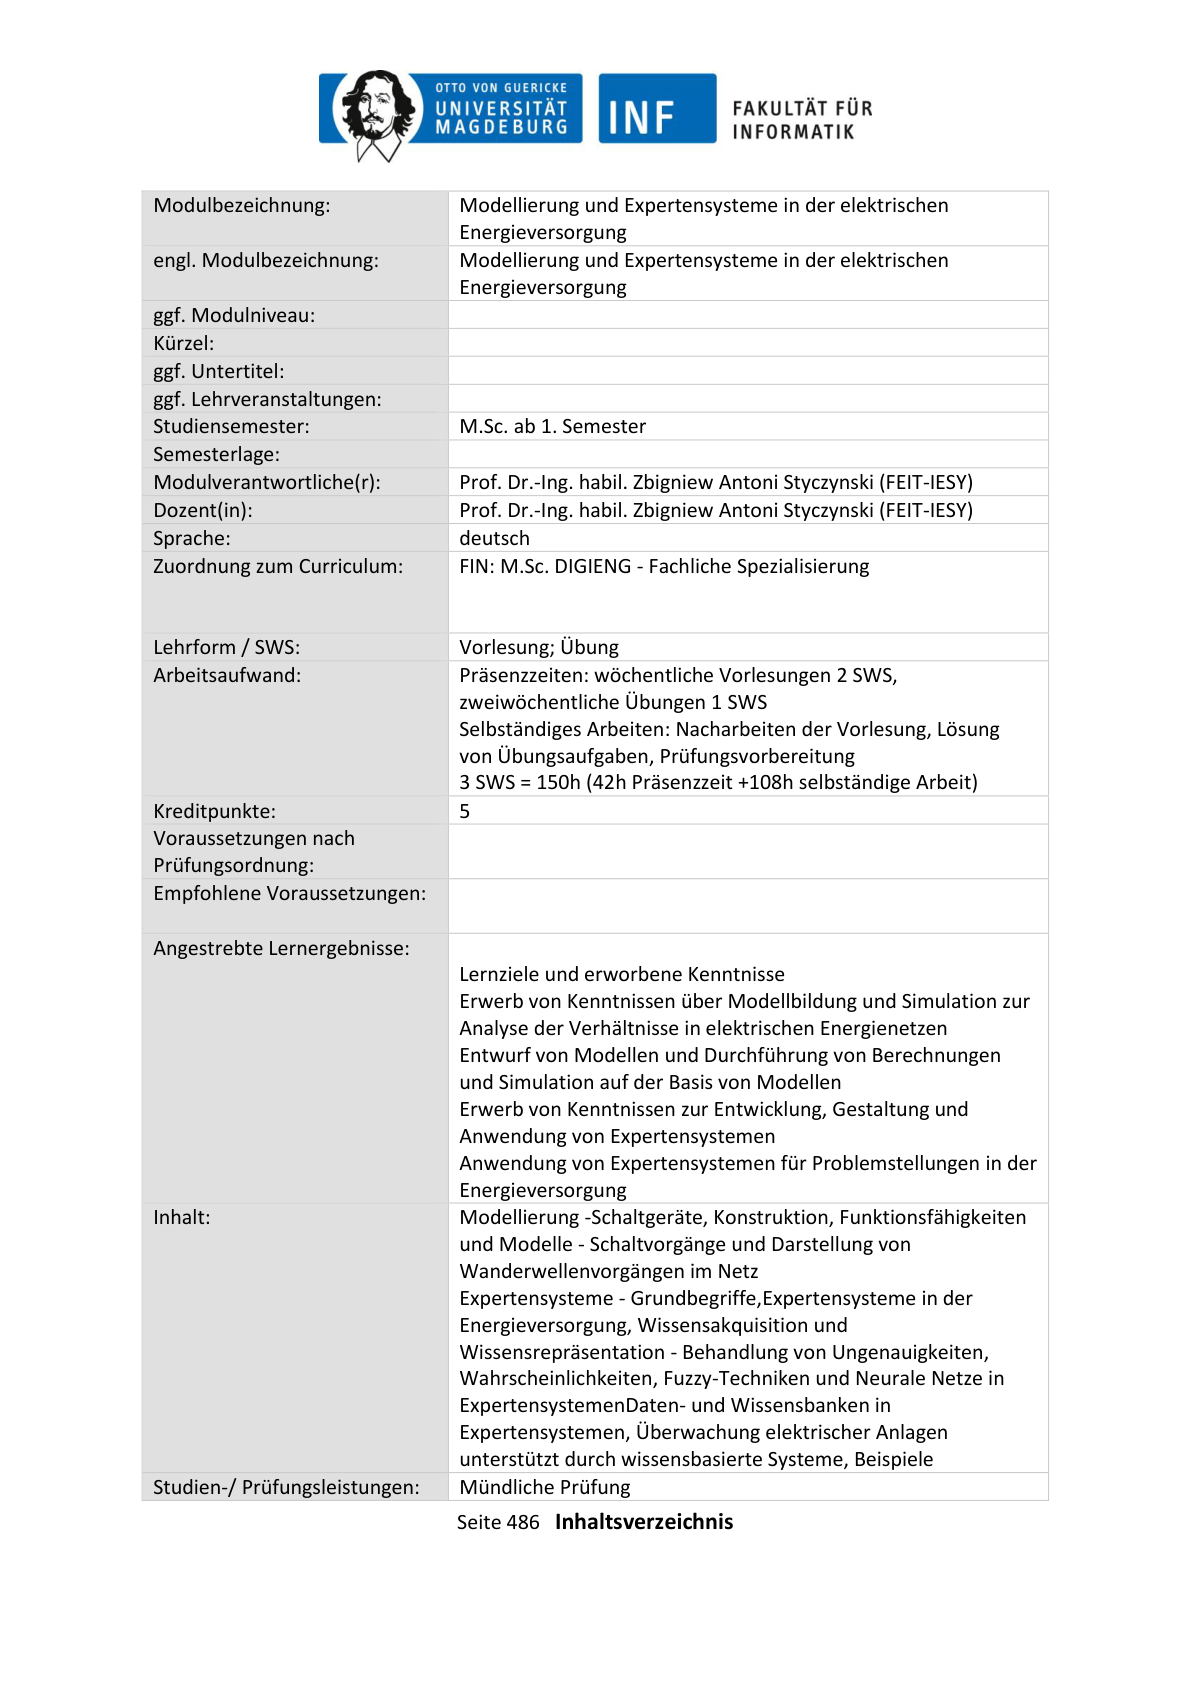 OTTO VON GUERICKE
UNIVERSITÄT
MAGDEBURG
INF
FAKULTÄT FÜR
INFORMATIK
Modulbezeichnung:
Modellierung und Expertensysteme in der elektrischen
Energieversorgung
engl. Modulbezeichnung:
Modellierung und Expertensysteme in der elektrischen
Energieversorgung
ggf. Modulniveau:
Kürzel:
ggf. Untertitel:
ggf. Lehrveranstaltungen:
Studiensemester:
M.Sc. ab 1. Semester
Semesterlage:
Modulverantwortliche(r):
Prof. Dr.-Ing. habil. Zbigniew Antoni Styczynski (FEIT-IESY)
Dozent(in):
Prof. Dr.-Ing. habil. Zbigniew Antoni Styczynski (FEIT-IESY)
Sprache:
deutsch
Zuordnung zum Curriculum:
FIN: M.Sc. DIGIENG - Fachliche Spezialisierung
Lehrform / SWS:
Vorlesung; Übung
Arbeitsaufwand:
Präsenzzeiten: wöchentliche Vorlesungen 2 SWS,
zweiwöchentliche Übungen 1 SWS
Selbständiges Arbeiten: Nacharbeiten der Vorlesung, Lösung
von Übungsaufgaben, Prüfungsvorbereitung
3 SWS = 150h (42h Präsenzzeit +108h selbständige Arbeit)
Kreditpunkte:
5
Voraussetzungen nach
Prüfungsordnung:
Empfohlene Voraussetzungen:
Angestrebte Lernergebnisse:
Lernziele und erworbene Kenntnisse
Erwerb von Kenntnissen über Modellbildung und Simulation zur
Analyse der Verhältnisse in elektrischen Energienetzen
Entwurf von Modellen und Durchführung von Berechnungen
und Simulation auf der Basis von Modellen
Erwerb von Kenntnissen zur Entwicklung, Gestaltung und
Anwendung von Expertensystemen
Anwendung von Expertensystemen für Problemstellungen in der
Energieversorgung
Inhalt:
Modellierung -Schaltgeräte, Konstruktion, Funktionsfähigkeiten
und Modelle - Schaltvorgänge und Darstellung von
Wanderwellenvorgängen im Netz
Expertensysteme - Grundbegriffe,Expertensysteme in der
Energieversorgung, Wissensakquisition und
Wissensrepräsentation - Behandlung von Ungenauigkeiten,
Wahrscheinlichkeiten, Fuzzy-Techniken und Neurale Netze in
ExpertensystemenDaten- und Wissensbanken in
Expertensystemen, Überwachung elektrischer Anlagen
unterstützt durch wissensbasierte Systeme, Beispiele
Studien-/ Prüfungsleistungen:
Mündliche Prüfung
Seite 486 Inhaltsverzeichnis